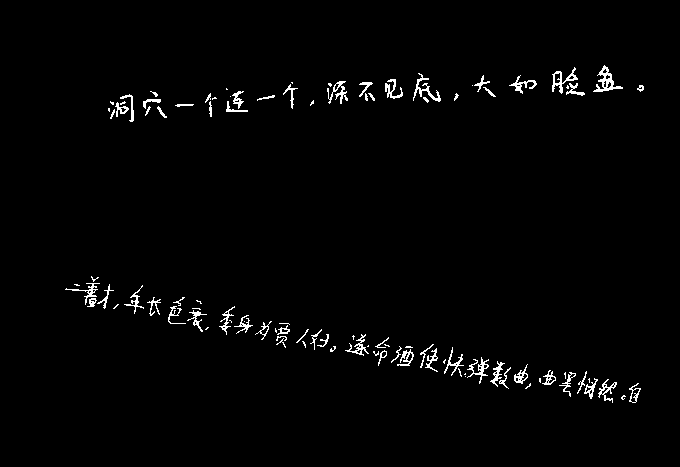 洞穴一个连一个，深不见底，大如脸盆。
二善才，年长色衰，委身为贾人妇。遂命酒使快弹数曲，曲罢悯然。自